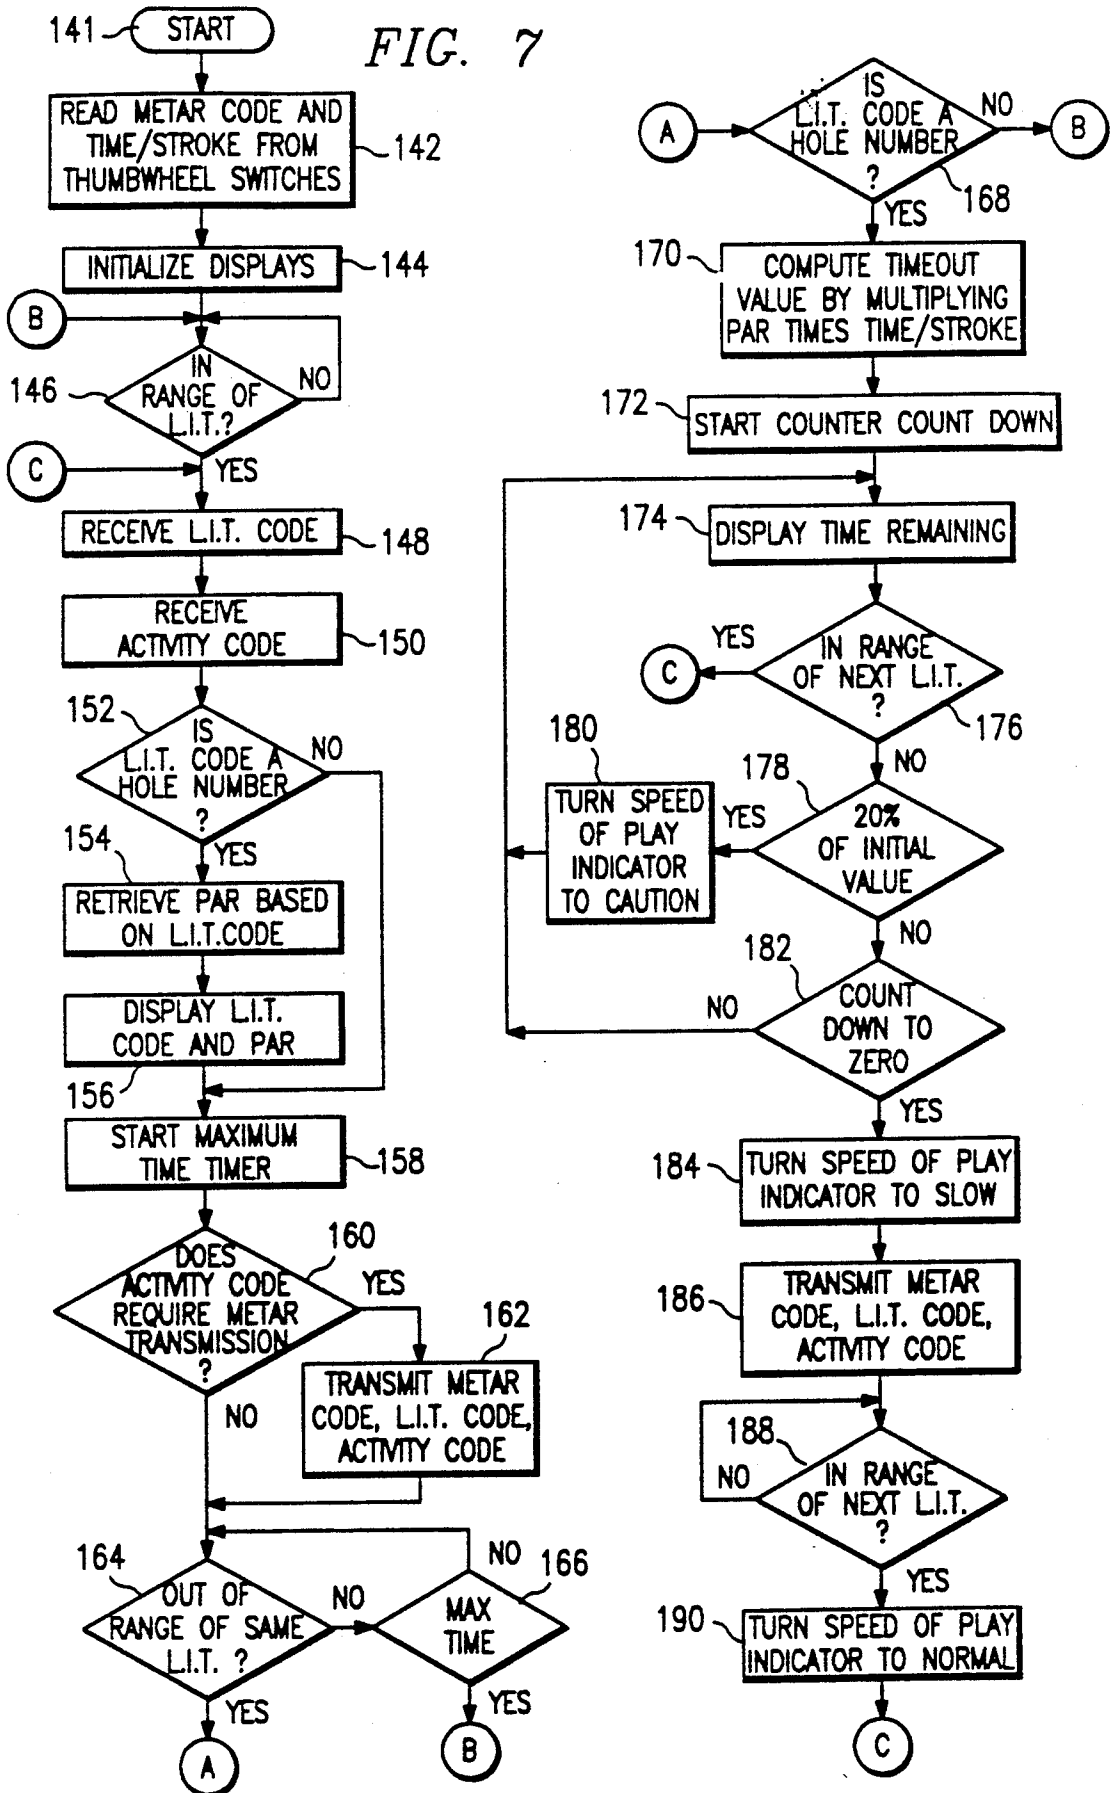 FIG. 7
141
START
READ METAR CODE AND
TIME/STROKE FROM
THUMBWHEEL SWITCHES
142
INITIALIZE DISPLAYS
144
B
146
IN
RANGE OF
L.I.T.?
NO
C
YES
RECEIVE L.I.T. CODE
148
RECEIVE
ACTIVITY CODE
150
152
IS
L.I.T. CODE A
HOLE NUMBER
?
NO
YES
154
RETRIEVE PAR BASED
ON L.I.T.CODE
DISPLAY L.I.T.
CODE AND PAR
156
START MAXIMUM
TIME TIMER
158
DOES
ACTIVITY CODE
REQUIRE METAR
TRANSMISSION
?
160
YES
NO
162
TRANSMIT METAR
CODE, L.I.T. CODE,
ACTIVITY CODE
164
OUT OF
RANGE OF SAME
L.I.T. ?
NO
YES
A
166
MAX
TIME
NO
YES
B
A
IS
L.I.T. CODE A
HOLE NUMBER
?
NO
B
168
YES
170
COMPUTE TIMEOUT
VALUE BY MULTIPLYING
PAR TIMES TIME/STROKE
172
START COUNTER COUNT DOWN
174
DISPLAY TIME REMAINING
YES
C
IN RANGE
OF NEXT L.I.T.
?
176
NO
180
TURN SPEED
OF PLAY
INDICATOR
TO CAUTION
178
YES
20%
OF INITIAL
VALUE
NO
182
NO
COUNT
DOWN TO
ZERO
YES
184
TURN SPEED OF PLAY
INDICATOR TO SLOW
186
TRANSMIT METAR
CODE, L.I.T. CODE,
ACTIVITY CODE
188
NO
IN RANGE
OF NEXT L.I.T.
?
YES
190
TURN SPEED OF PLAY
INDICATOR TO NORMAL
C